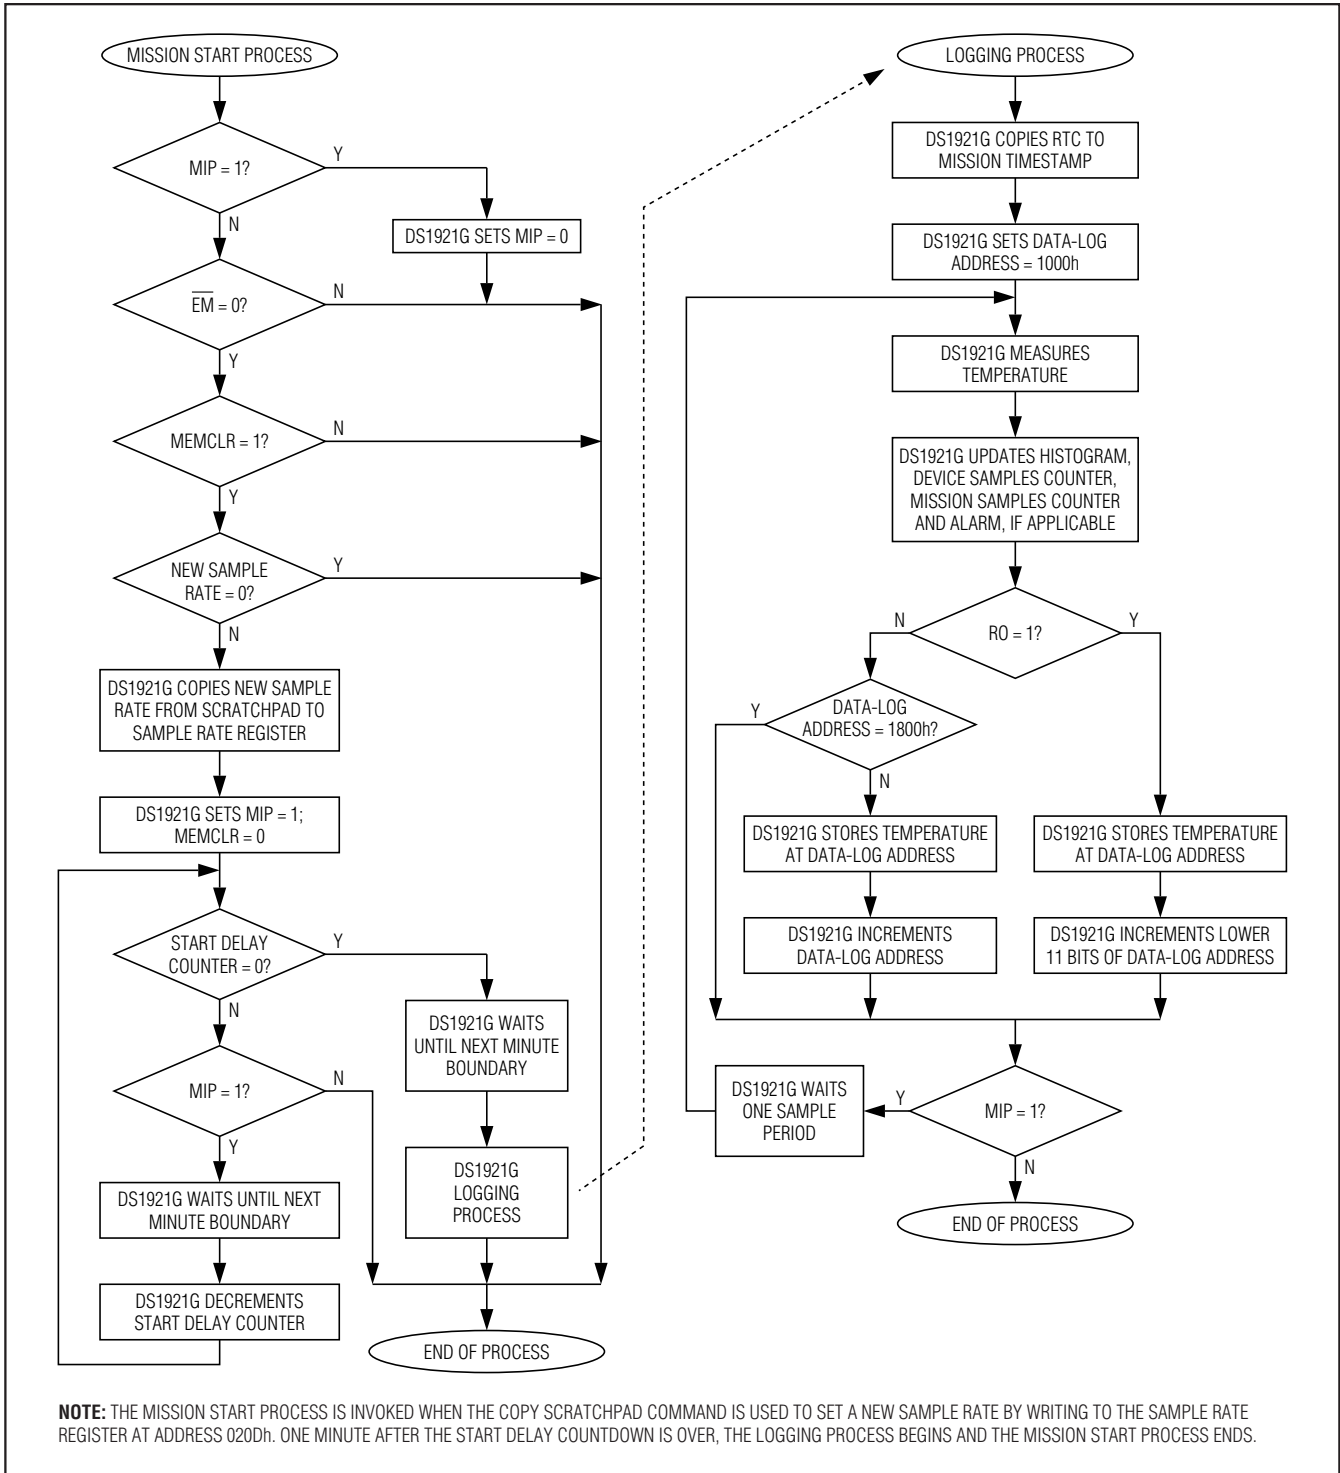 MISSION START PROCESS
MIP = 1?
Y
N
DS1921G SETS MIP = 0
EM = 0?
N
Y
MEMCLR = 1?
N
Y
NEW SAMPLE
RATE = 0?
Y
N
DS1921G COPIES NEW SAMPLE
RATE FROM SCRATCHPAD TO
SAMPLE RATE REGISTER
DS1921G SETS MIP = 1;
MEMCLR = 0
START DELAY
COUNTER = 0?
Y
N
DS1921G WAITS
UNTIL NEXT MINUTE
BOUNDARY
MIP = 1?
N
Y
DS1921G
LOGGING
PROCESS
DS1921G WAITS UNTIL NEXT
MINUTE BOUNDARY
DS1921G DECREMENTS
START DELAY COUNTER
END OF PROCESS
LOGGING PROCESS
DS1921G COPIES RTC TO
MISSION TIMESTAMP
DS1921G SETS DATA-LOG
ADDRESS = 1000h
DS1921G MEASURES
TEMPERATURE
DS1921G UPDATES HISTOGRAM,
DEVICE SAMPLES COUNTER,
MISSION SAMPLES COUNTER
AND ALARM, IF APPLICABLE
RO = 1?
N
Y
DATA-LOG
ADDRESS = 1800h?
Y
N
DS1921G STORES TEMPERATURE
AT DATA-LOG ADDRESS
DS1921G INCREMENTS
DATA-LOG ADDRESS
DS1921G STORES TEMPERATURE
AT DATA-LOG ADDRESS
DS1921G INCREMENTS LOWER
11 BITS OF DATA-LOG ADDRESS
MIP = 1?
Y
N
DS1921G WAITS
ONE SAMPLE
PERIOD
END OF PROCESS
NOTE: THE MISSION START PROCESS IS INVOKED WHEN THE COPY SCRATCHPAD COMMAND IS USED TO SET A NEW SAMPLE RATE BY WRITING TO THE SAMPLE RATE
REGISTER AT ADDRESS 020Dh. ONE MINUTE AFTER THE START DELAY COUNTDOWN IS OVER, THE LOGGING PROCESS BEGINS AND THE MISSION START PROCESS ENDS.